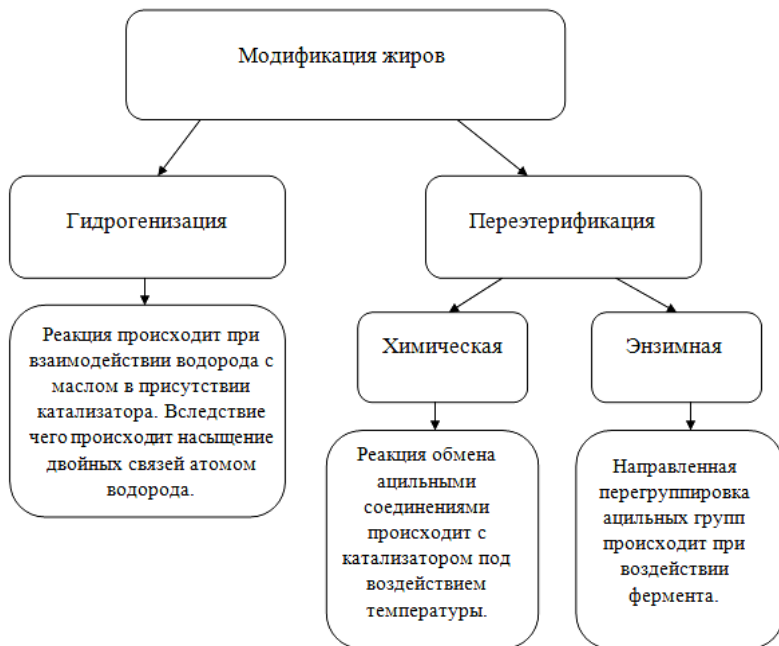 Модификация жиров
Гидрогенизация
Переэтерификация
Реакция происходит при
взаимодействии водорода с
маслом в присутствии
катализатора. Вследствие
чего происходит насыщение
двойных связей атомом
водорода.
Химическая
Энзимная
Реакция обмена
ацильными
соединениями
происходит с
катализатором под
воздействием
температуры.
Направленная
перегруппировка
ацильных групп
происходит при
воздействии
фермента.